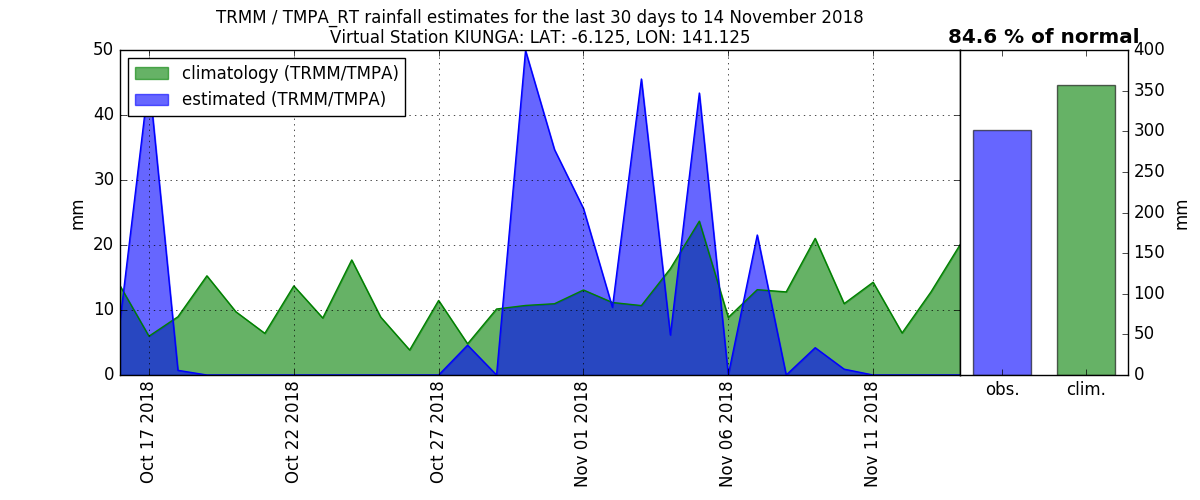 TRMM / TMPA_RT rainfall estimates for the last 30 days to 14 November 2018
Virtual Station KIUNGA: LAT: -6.125, LON: 141.125
84.6 % of normal
climatology (TRMM/TMPA)
estimated (TRMM/TMPA)
50
40
30
20
10
0
mm
Oct 17 2018
Oct 22 2018
Oct 27 2018
Nov 01 2018
Nov 06 2018
Nov 11 2018
400
350
300
250
200
150
100
50
0
mm
obs.
clim.